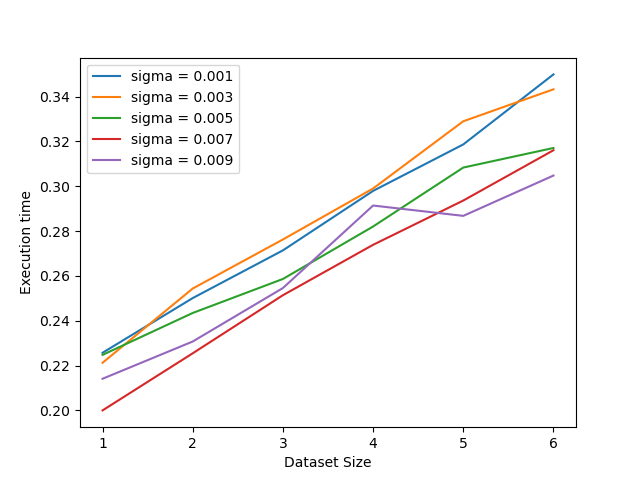 sigma = 0.001
sigma = 0.003
sigma = 0.005
sigma = 0.007
sigma = 0.009
0.34
0.32
0.30
0.28
0.26
0.24
0.22
0.20
Execution time
1 2 3 4 5 6
Dataset Size